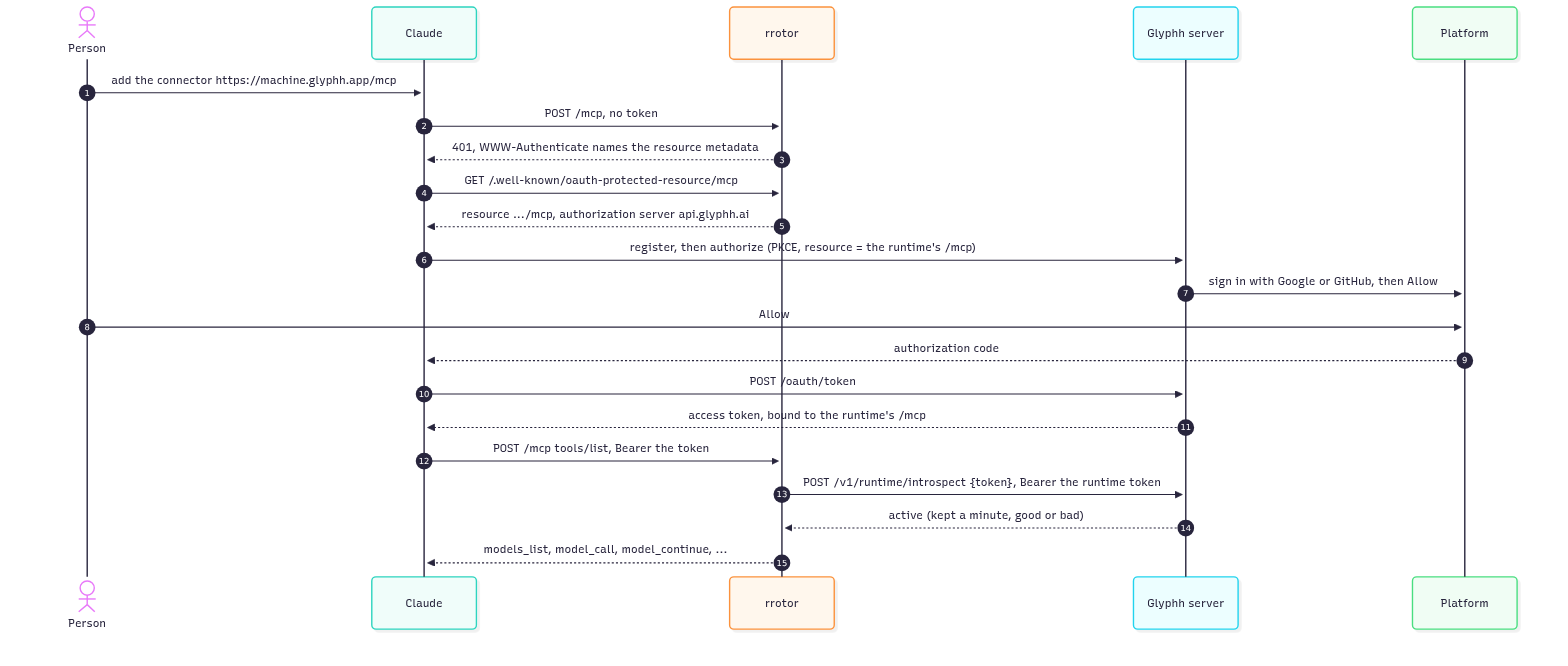 Person
Claude
rrotor
Glyphh server
Platform
add the connector https://machine.glyphh.app/mcp
1
POST /mcp, no token
2
401, WWW-Authenticate names the resource metadata
3
GET /.well-known/oauth-protected-resource/mcp
4
resource .../mcp, authorization server api.glyphh.ai
5
register, then authorize (PKCE, resource = the runtime's /mcp)
6
sign in with Google or GitHub, then Allow
7
Allow
8
authorization code
9
POST /oauth/token
10
access token, bound to the runtime's /mcp
11
POST /mcp tools/list, Bearer the token
12
POST /v1/runtime/introspect {token}, Bearer the runtime token
13
active (kept a minute, good or bad)
14
models_list, model_call, model_continue, ...
15
Person
Claude
rrotor
Glyphh server
Platform